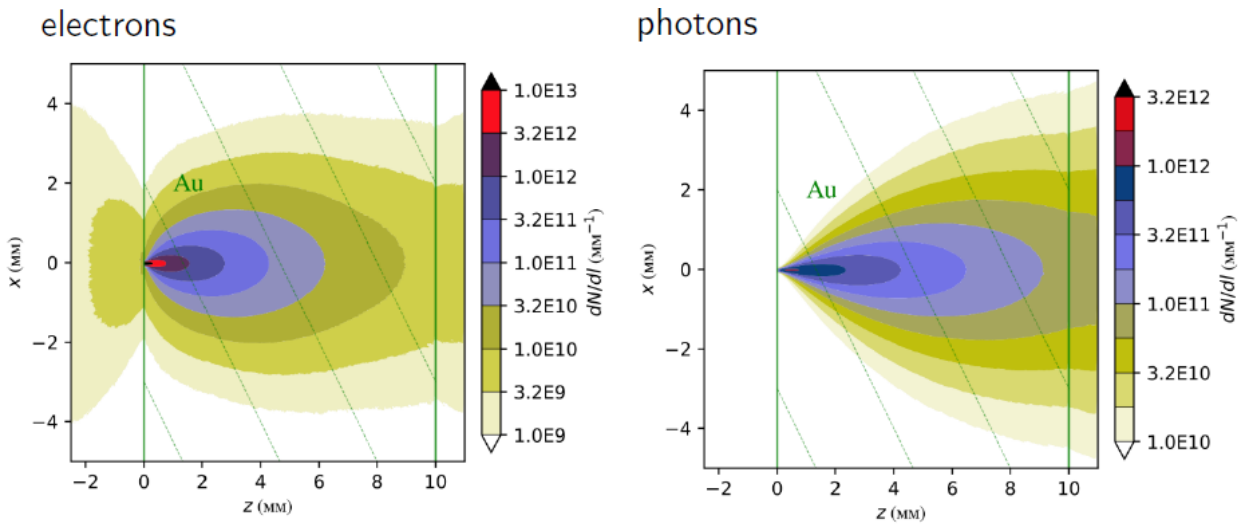 electrons
4
2
0
−2
−4
x (мм)
Au
−2
0
2
4
6
8
10
z (мм)
1.0E13
3.2E12
1.0E12
3.2E11
1.0E11
3.2E10
1.0E10
3.2E9
1.0E9
dN/dl (мм⁻¹)
photons
4
2
0
−2
−4
x (мм)
Au
−2
0
2
4
6
8
10
z (мм)
3.2E12
1.0E12
3.2E11
1.0E11
3.2E10
1.0E10
dN/dl (мм⁻¹)